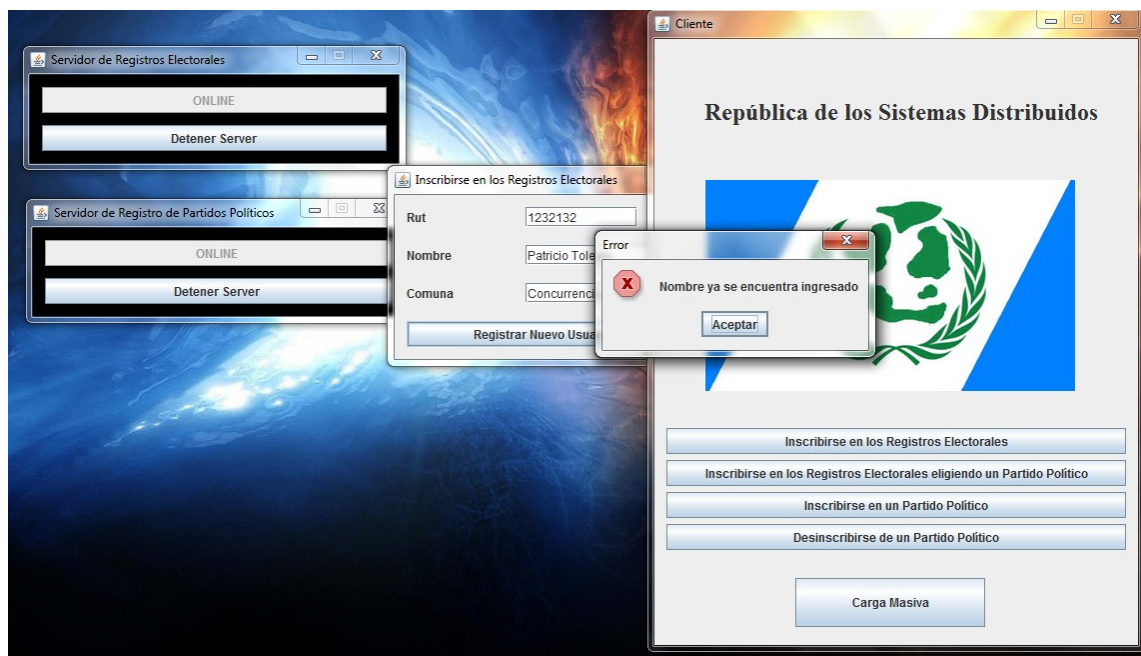 Servidor de Registros Electorales
ONLINE
Detener Server
Servidor de Registro de Partidos Políticos
ONLINE
Detener Server
Inscribirse en los Registros Electorales
Rut
1232132
Nombre
Patricio
Comuna
Registrar Nuevo
Error
Nombre ya se encuentra ingresado
Aceptar
Cliente
República de los Sistemas Distribuidos
Inscribirse en los Registros Electorales
Inscribirse en los Registros Electorales eligiendo un Partido Político
Inscribirse en un Partido Político
Desinscribirse de un Partido Político
Carga Masiva